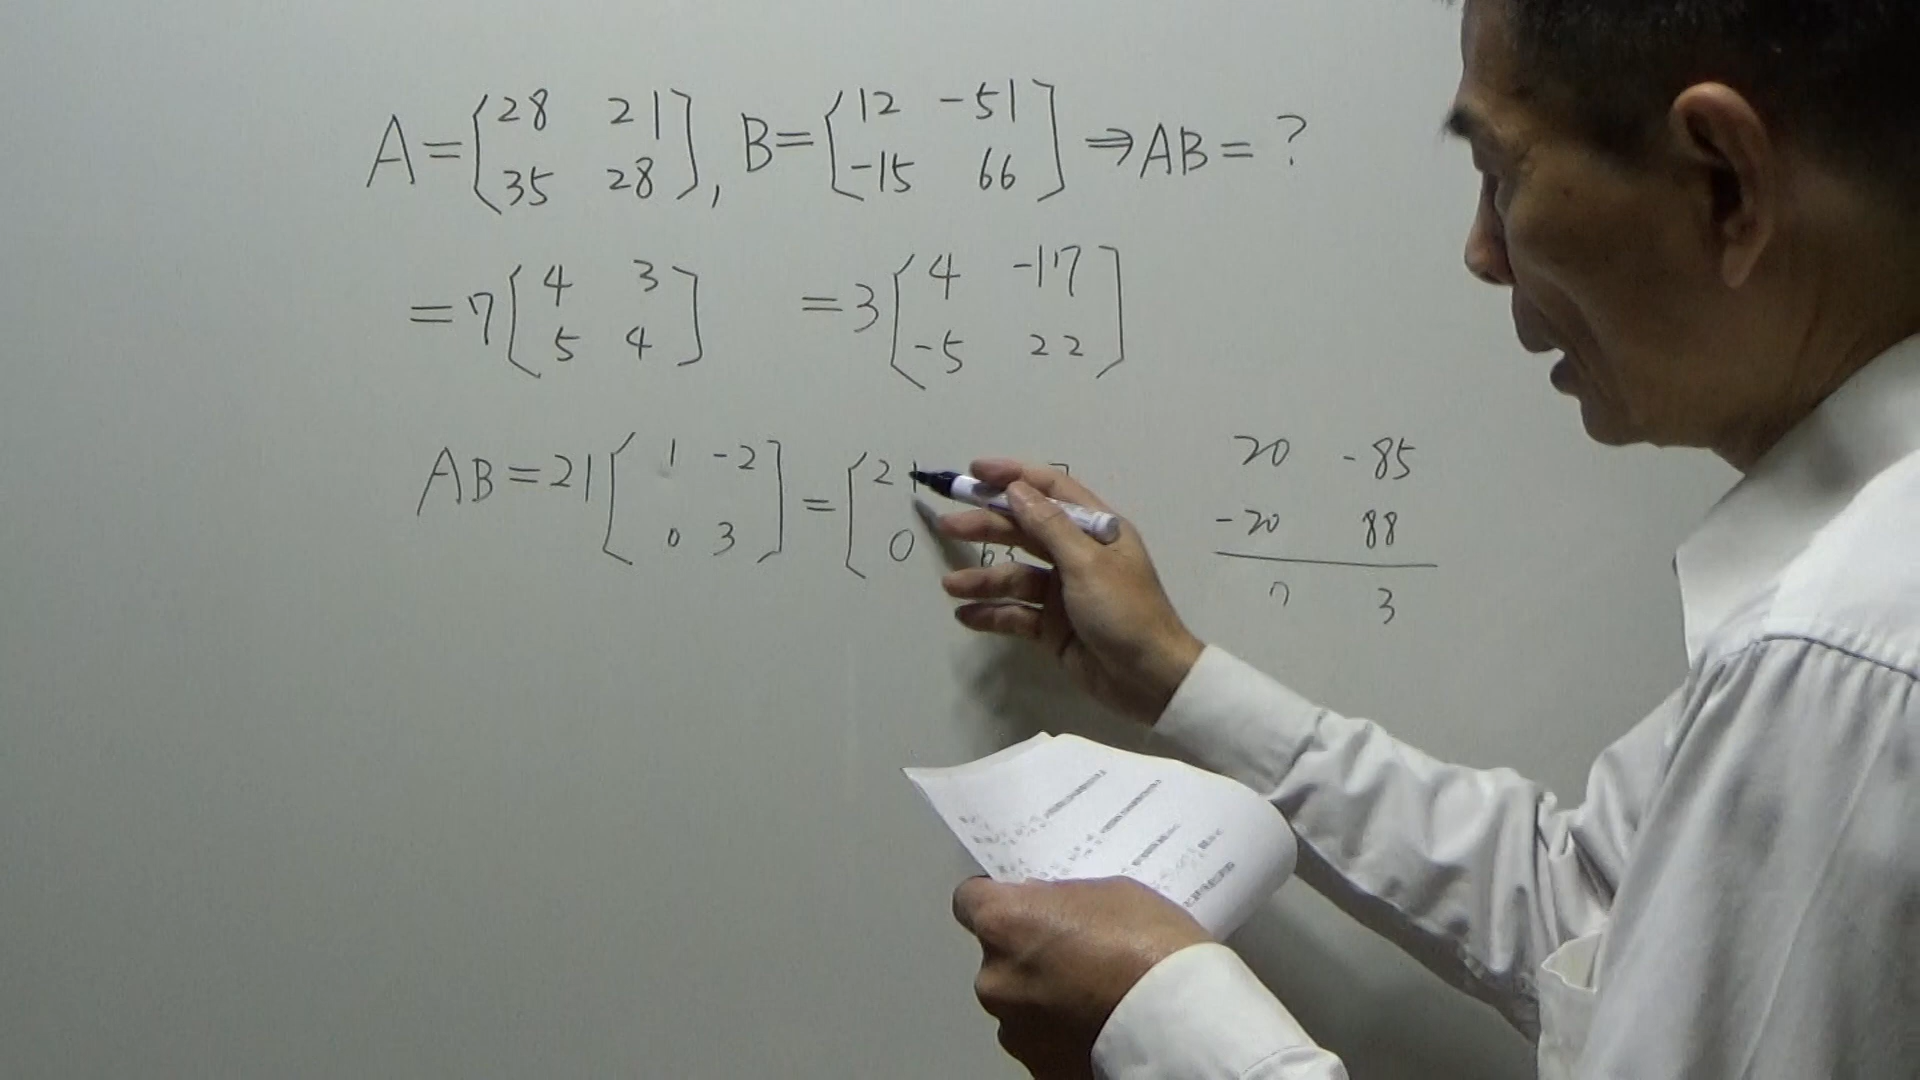 A = [28 21], B = [12 -51] ⇒ AB = ?
[35 28] [-15 66]
= 7 [4 3] = 3 [4 -17]
[5 4] [-5 22]
AB = 21 [1 -2] = [21
[0 3] [0 63
20 -85
-20 88
0 3